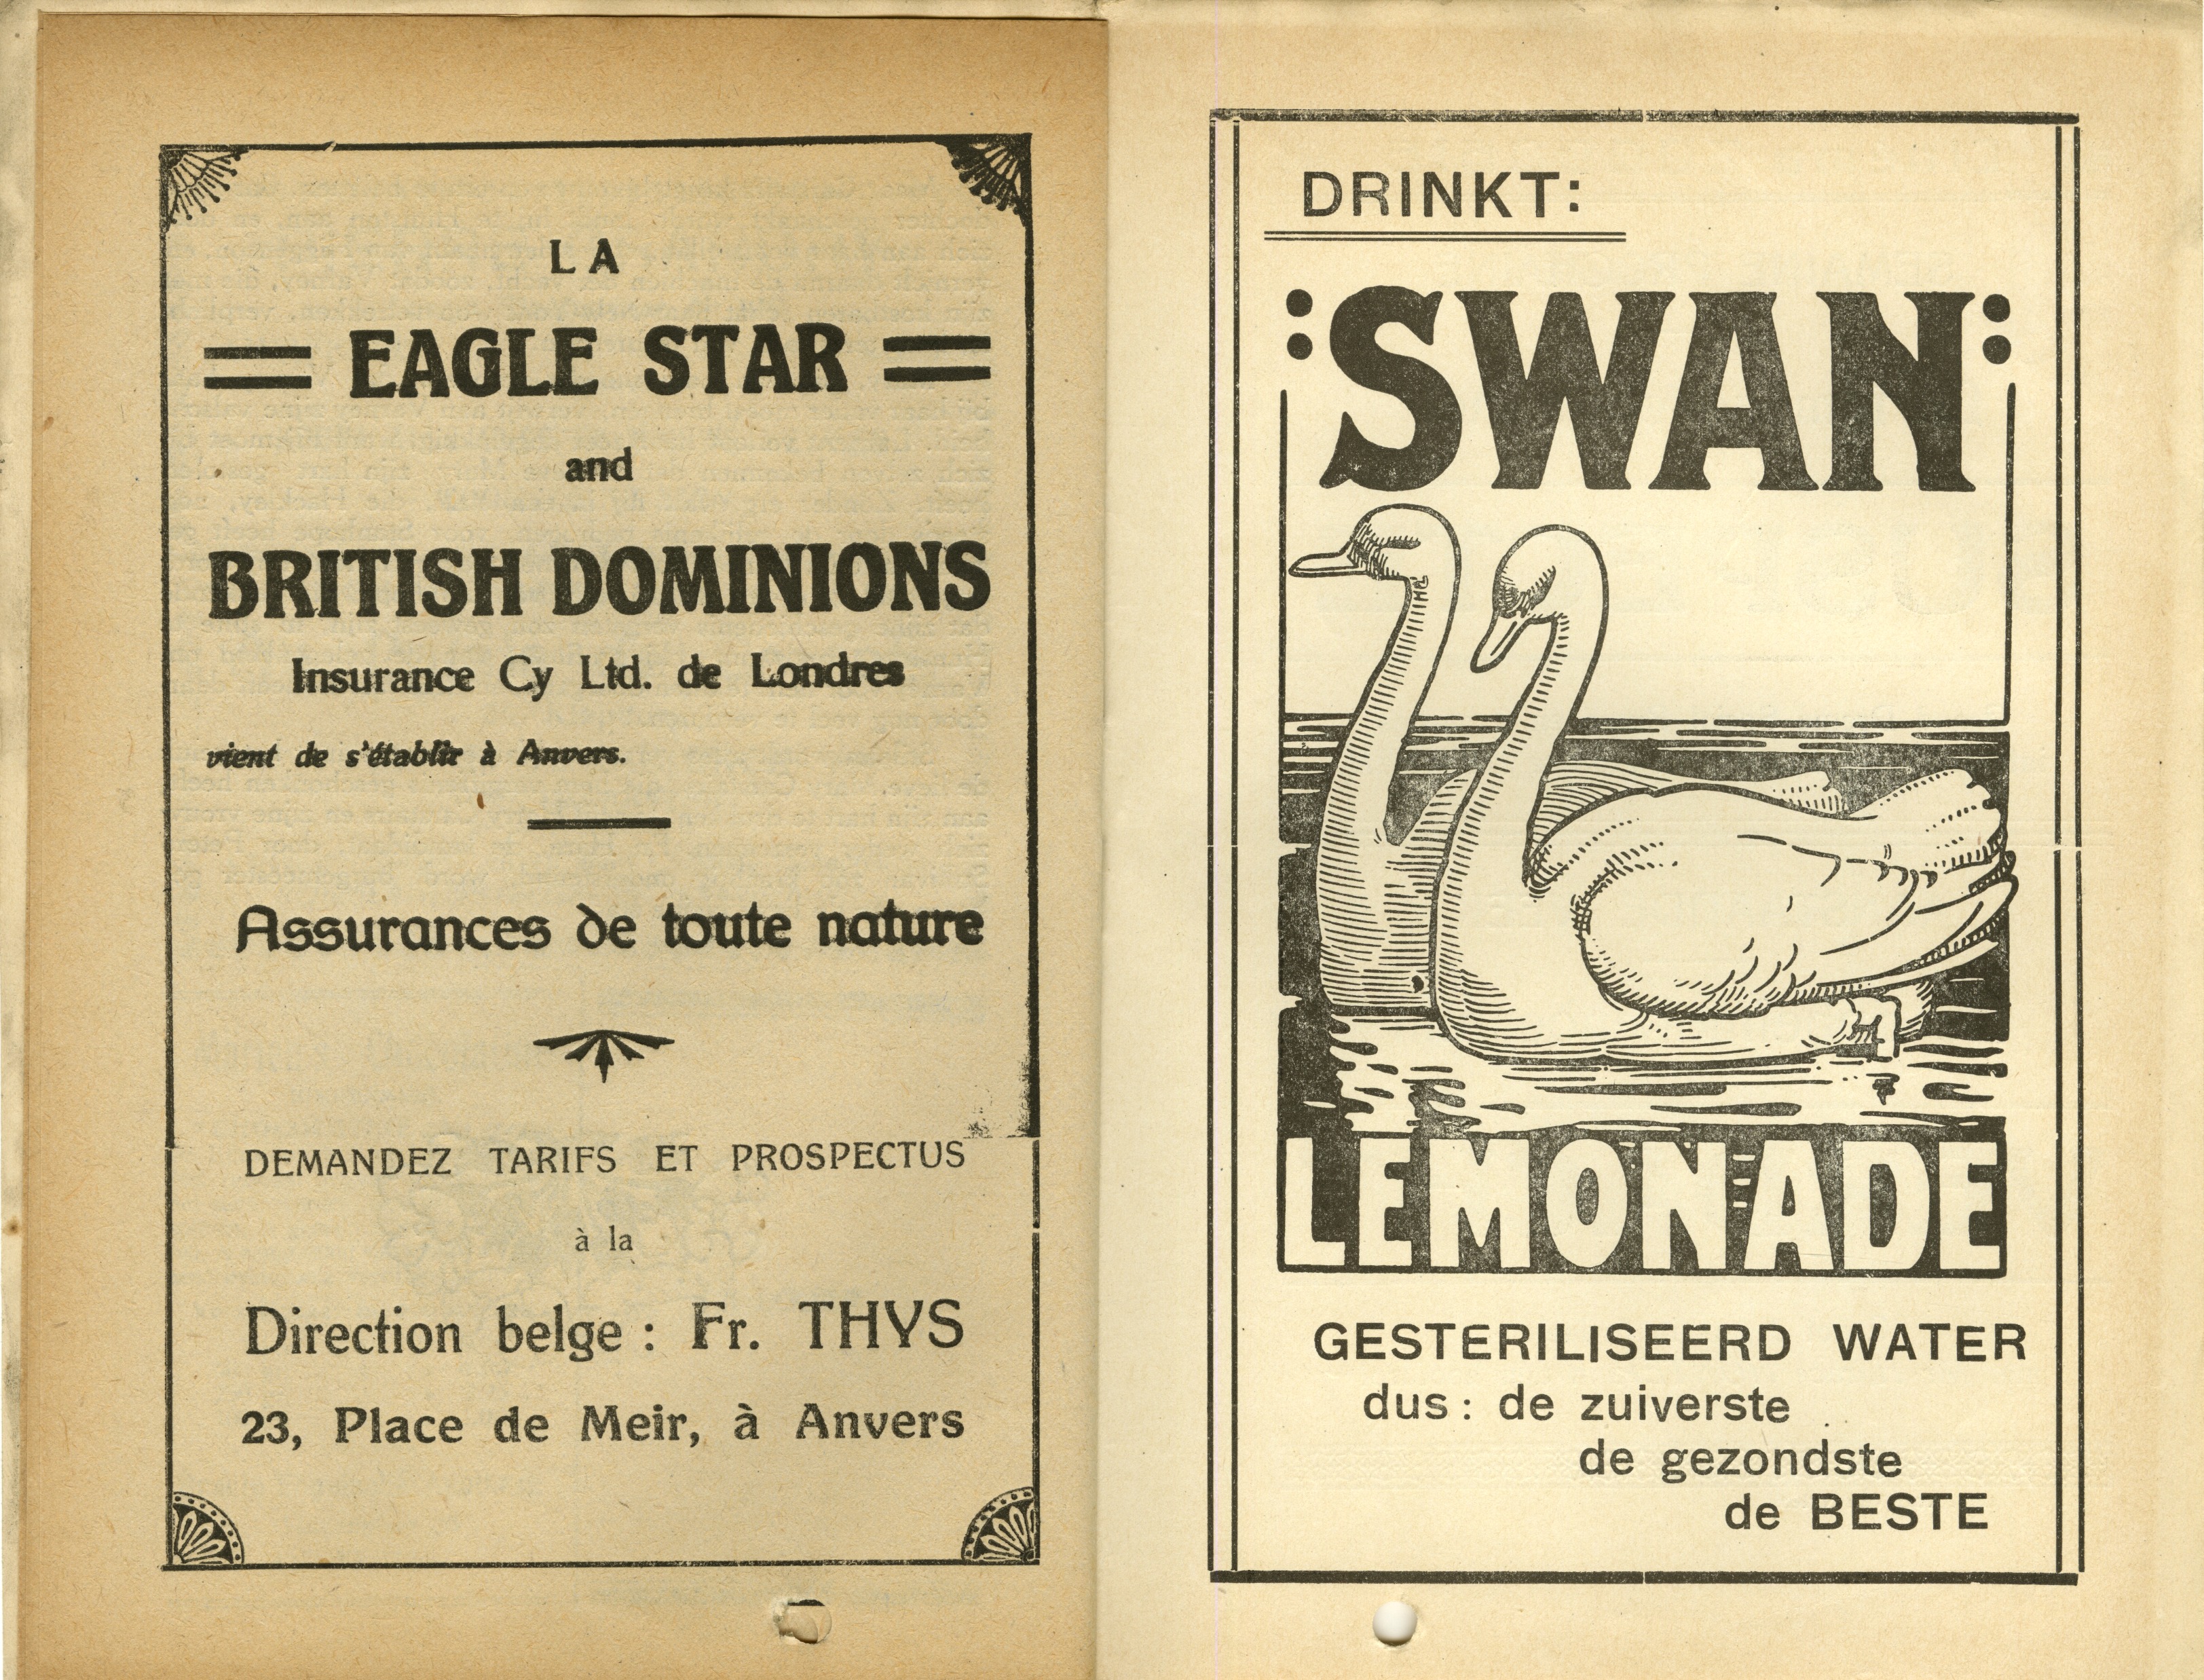 LA
EAGLE STAR
and
BRITISH DOMINIONS
Insurance Cy Ltd. de Londres
vient de s'établir à Anvers.
Assurances de toute nature
DEMANDEZ TARIFS ET PROSPECTUS
à la
Direction belge : Fr. THYS
23, Place de Meir, à Anvers
DRINKT:
:SWAN:
LEMONADE
GESTERILISEERD WATER
dus : de zuiverste
de gezondste
de BESTE